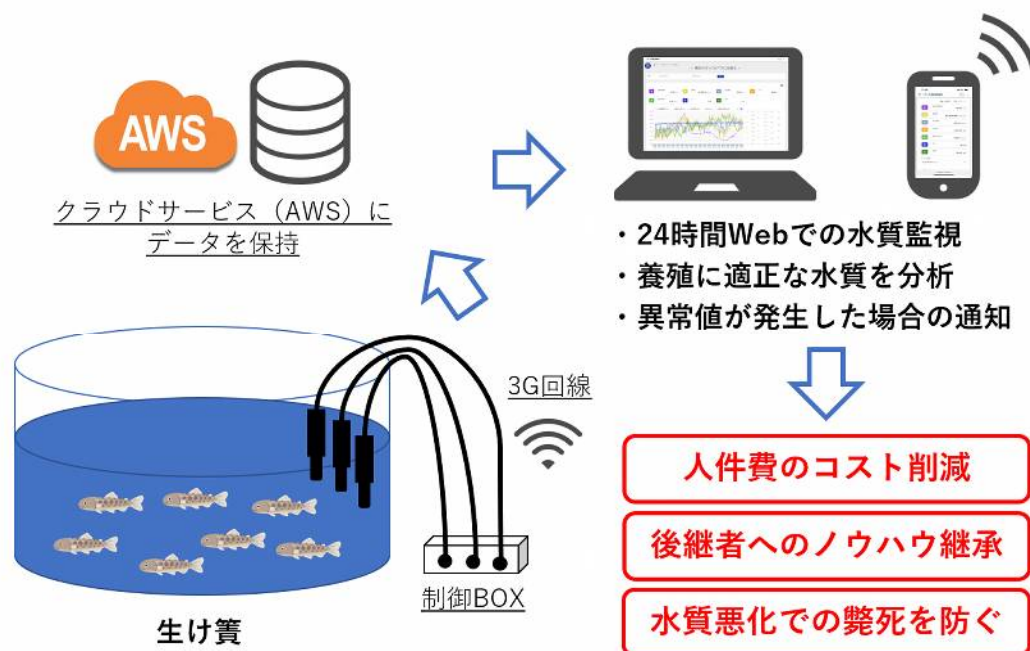 AWS
クラウドサービス（AWS）に
データを保持
・24時間Webでの水質監視
・養殖に適正な水質を分析
・異常値が発生した場合の通知
3G回線
制御BOX
生け簀
人件費のコスト削減
後継者へのノウハウ継承
水質悪化での斃死を防ぐ